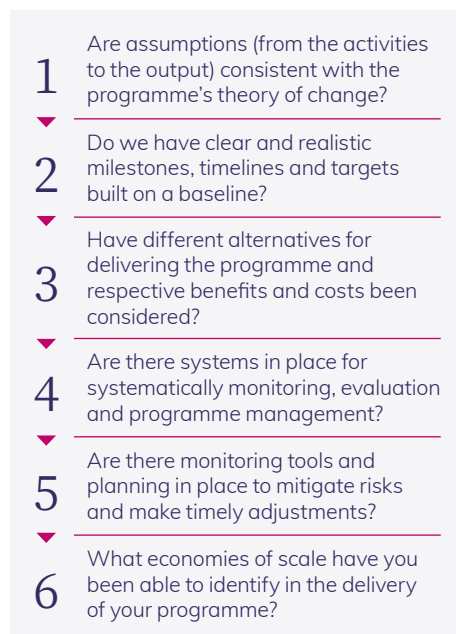 1
Are assumptions (from the activities
to the output) consistent with the
programme’s theory of change?
2
Do we have clear and realistic
milestones, timelines and targets
built on a baseline?
3
Have different alternatives for
delivering the programme and
respective benefits and costs been
considered?
4
Are there systems in place for
systematically monitoring, evaluation
and programme management?
5
Are there monitoring tools and
planning in place to mitigate risks
and make timely adjustments?
6
What economies of scale have you
been able to identify in the delivery
of your programme?